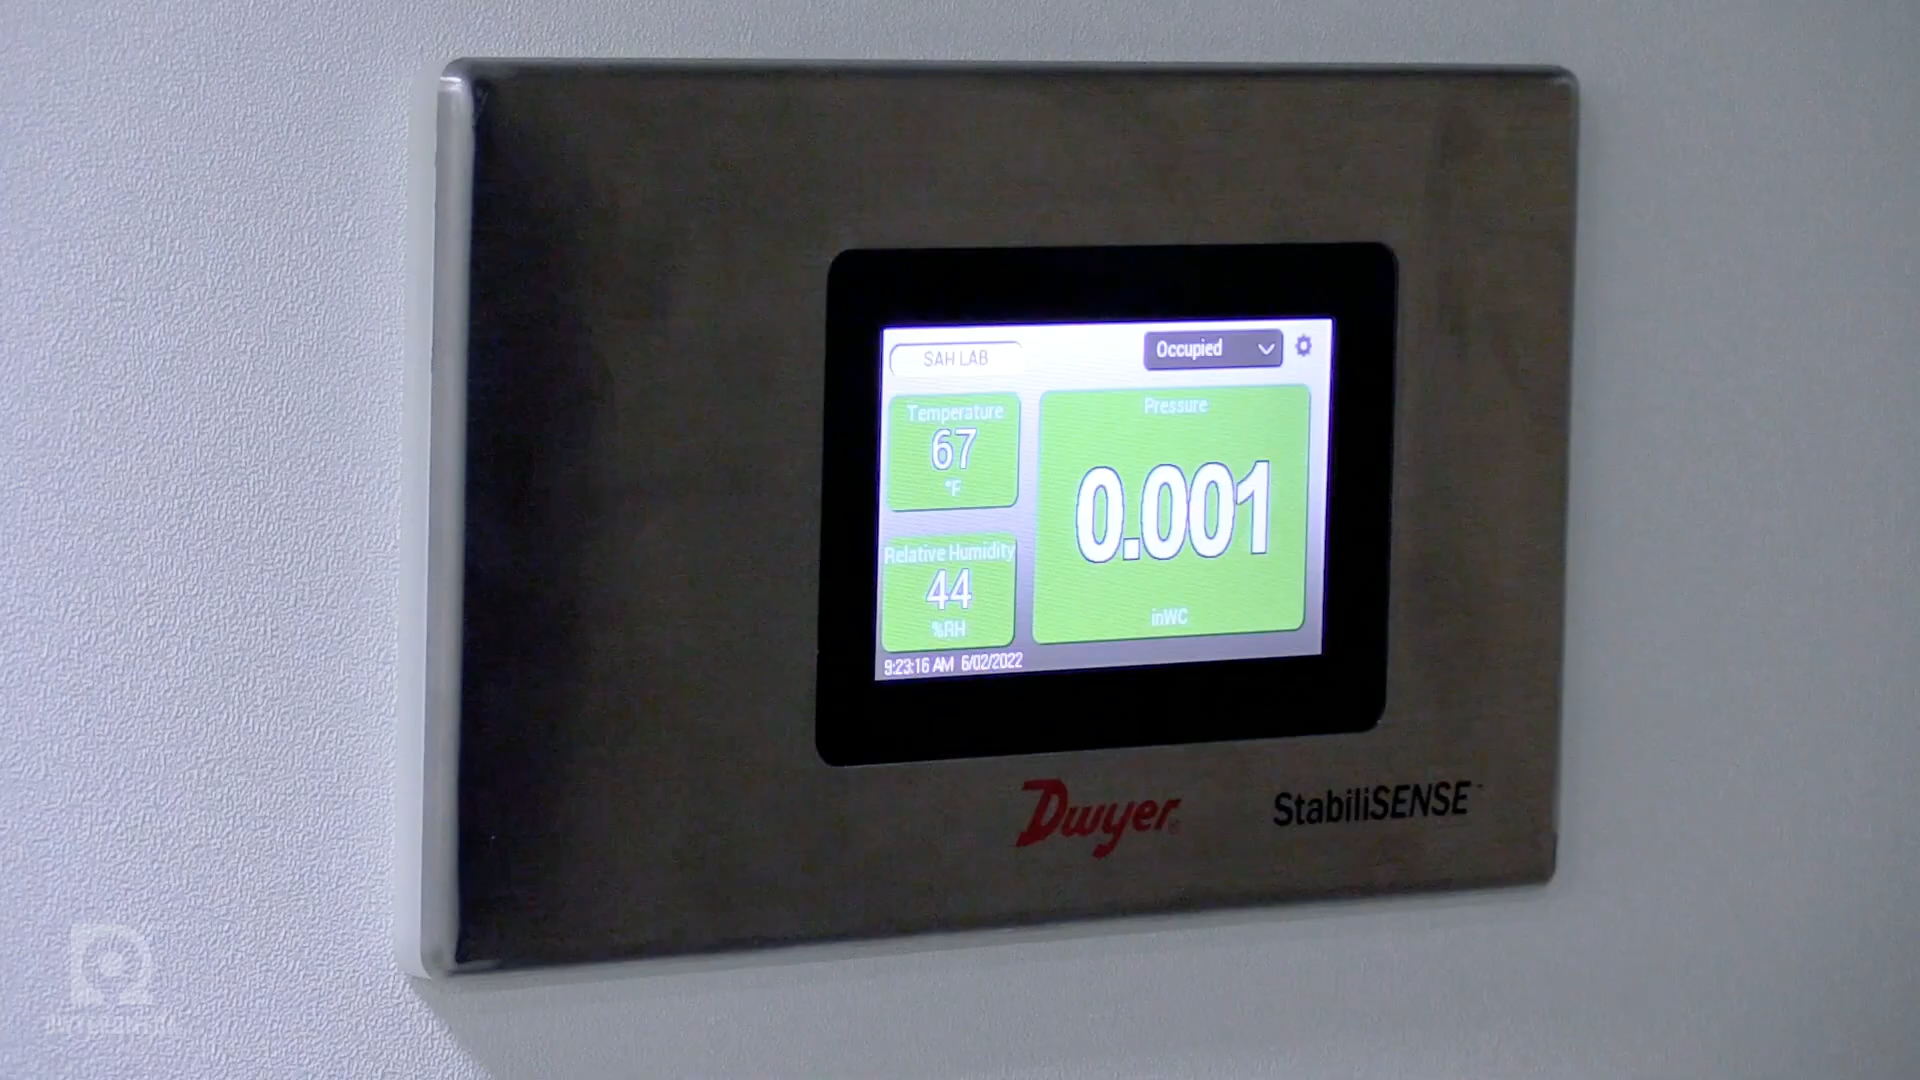 SAH LAB
Occupied
Temperature
67
°F
Pressure
0.001
inWC
Relative Humidity
44
%RH
9:23:16 AM 6/02/2022
Dwyer®
StabiliSENSE™